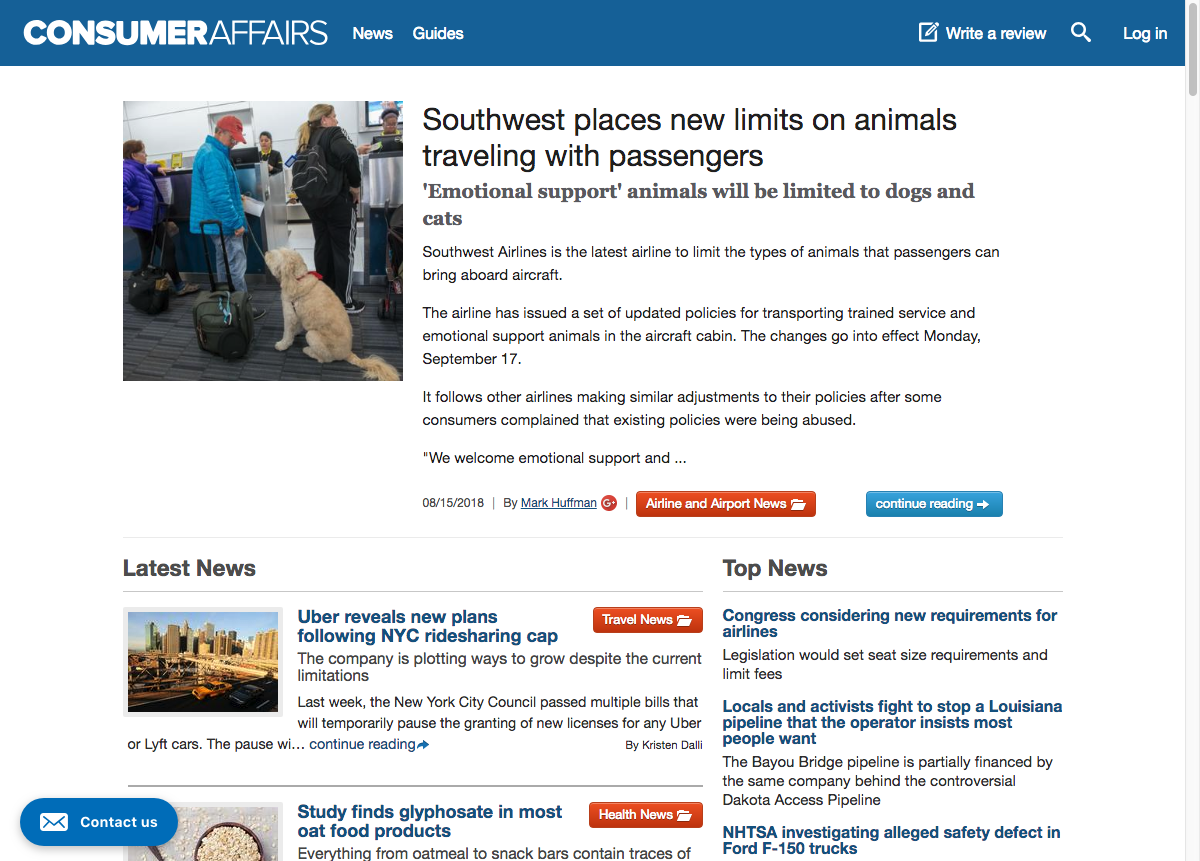 CONSUMERAFFAIRS News Guides Write a review Log in
Southwest places new limits on animals
traveling with passengers
'Emotional support' animals will be limited to dogs and
cats
Southwest Airlines is the latest airline to limit the types of animals that passengers can
bring aboard aircraft.
The airline has issued a set of updated policies for transporting trained service and
emotional support animals in the aircraft cabin. The changes go into effect Monday,
September 17.
It follows other airlines making similar adjustments to their policies after some
consumers complained that existing policies were being abused.
"We welcome emotional support and ...
08/15/2018 | By Mark Huffman G+ | Airline and Airport News continue reading
Latest News
Uber reveals new plans
following NYC ridesharing cap
Travel News
The company is plotting ways to grow despite the current
limitations
Last week, the New York City Council passed multiple bills that
will temporarily pause the granting of new licenses for any Uber
or Lyft cars. The pause wi… continue reading
By Kristen Dalli
Study finds glyphosate in most
oat food products
Health News
Everything from oatmeal to snack bars contain traces of
Top News
Congress considering new requirements for
airlines
Legislation would set seat size requirements and
limit fees
Locals and activists fight to stop a Louisiana
pipeline that the operator insists most
people want
The Bayou Bridge pipeline is partially financed by
the same company behind the controversial
Dakota Access Pipeline
NHTSA investigating alleged safety defect in
Ford F-150 trucks
Contact us